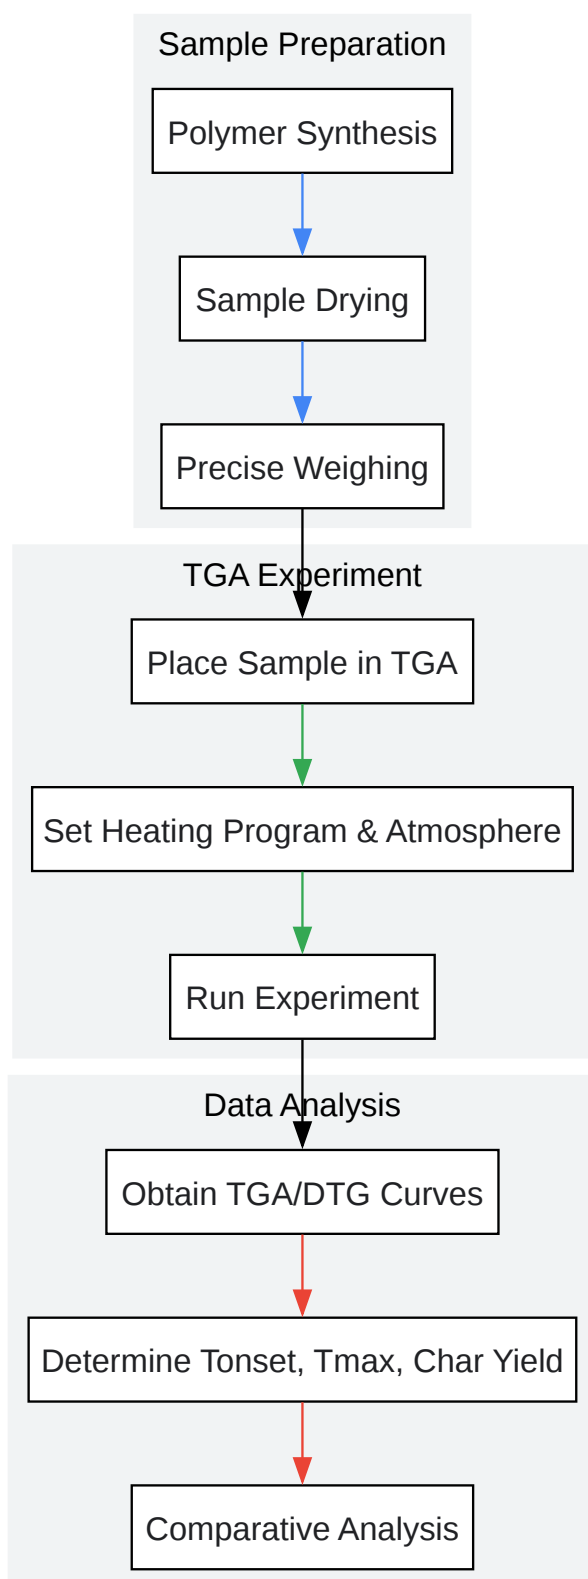 Sample Preparation
Polymer Synthesis
Sample Drying
Precise Weighing
TGA Experiment
Place Sample in TGA
Set Heating Program & Atmosphere
Run Experiment
Data Analysis
Obtain TGA/DTG Curves
Determine Tonset, Tmax, Char Yield
Comparative Analysis